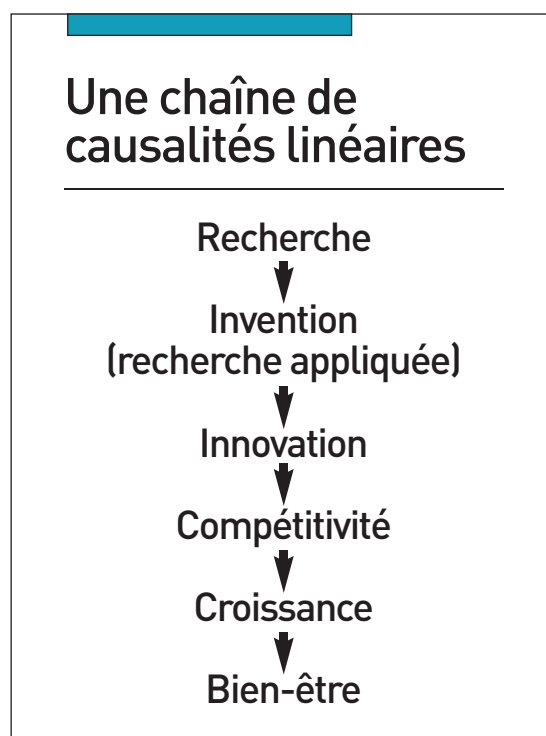 Une chaîne de
causalités linéaires
Recherche
Invention
(recherche appliquée)
Innovation
Compétitivité
Croissance
Bien-être